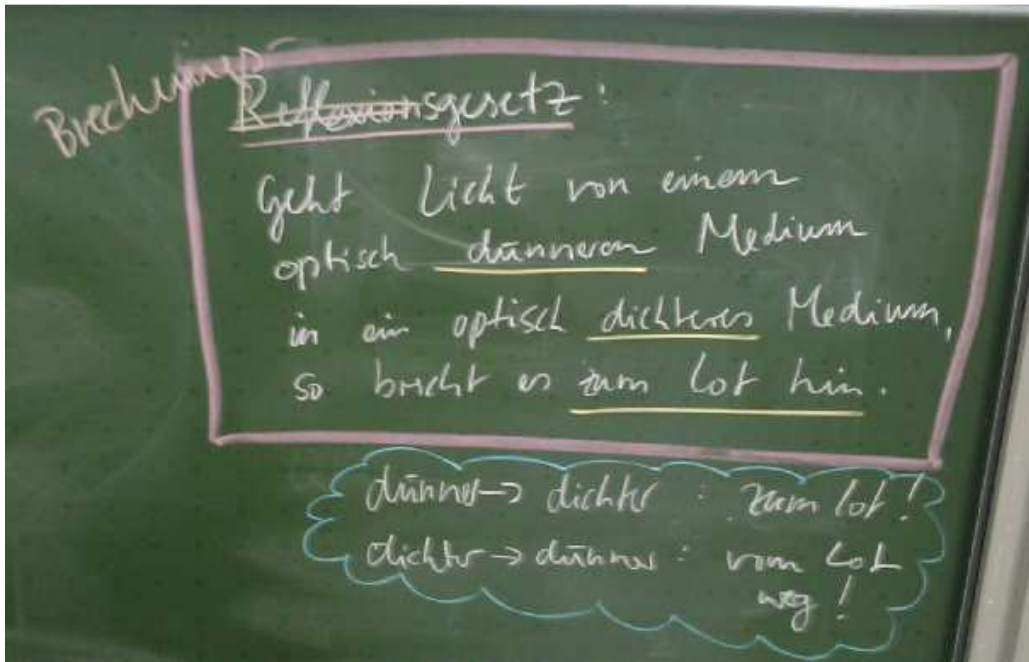 Brechungs
Reflexionsgesetz:
Geht Licht von einem
optisch dünneren Medium
in ein optisch dichteres Medium,
so bricht es zum Lot hin.
dünner → dichter : zum Lot!
dichter → dünner : vom Lot
weg!